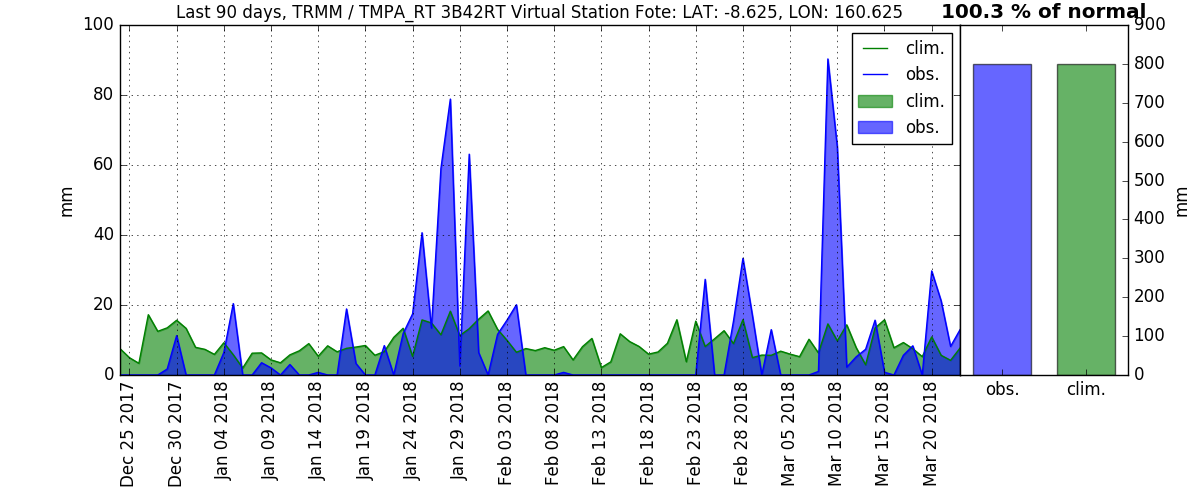 Last 90 days, TRMM / TMPA_RT 3B42RT Virtual Station Fote: LAT: -8.625, LON: 160.625
100.3 % of normal
100
80
60
40
20
0
mm
clim.
obs.
clim.
obs.
900
800
700
600
500
400
300
200
100
0
mm
Dec 25 2017
Dec 30 2017
Jan 04 2018
Jan 09 2018
Jan 14 2018
Jan 19 2018
Jan 24 2018
Jan 29 2018
Feb 03 2018
Feb 08 2018
Feb 13 2018
Feb 18 2018
Feb 23 2018
Feb 28 2018
Mar 05 2018
Mar 10 2018
Mar 15 2018
Mar 20 2018
obs.
clim.